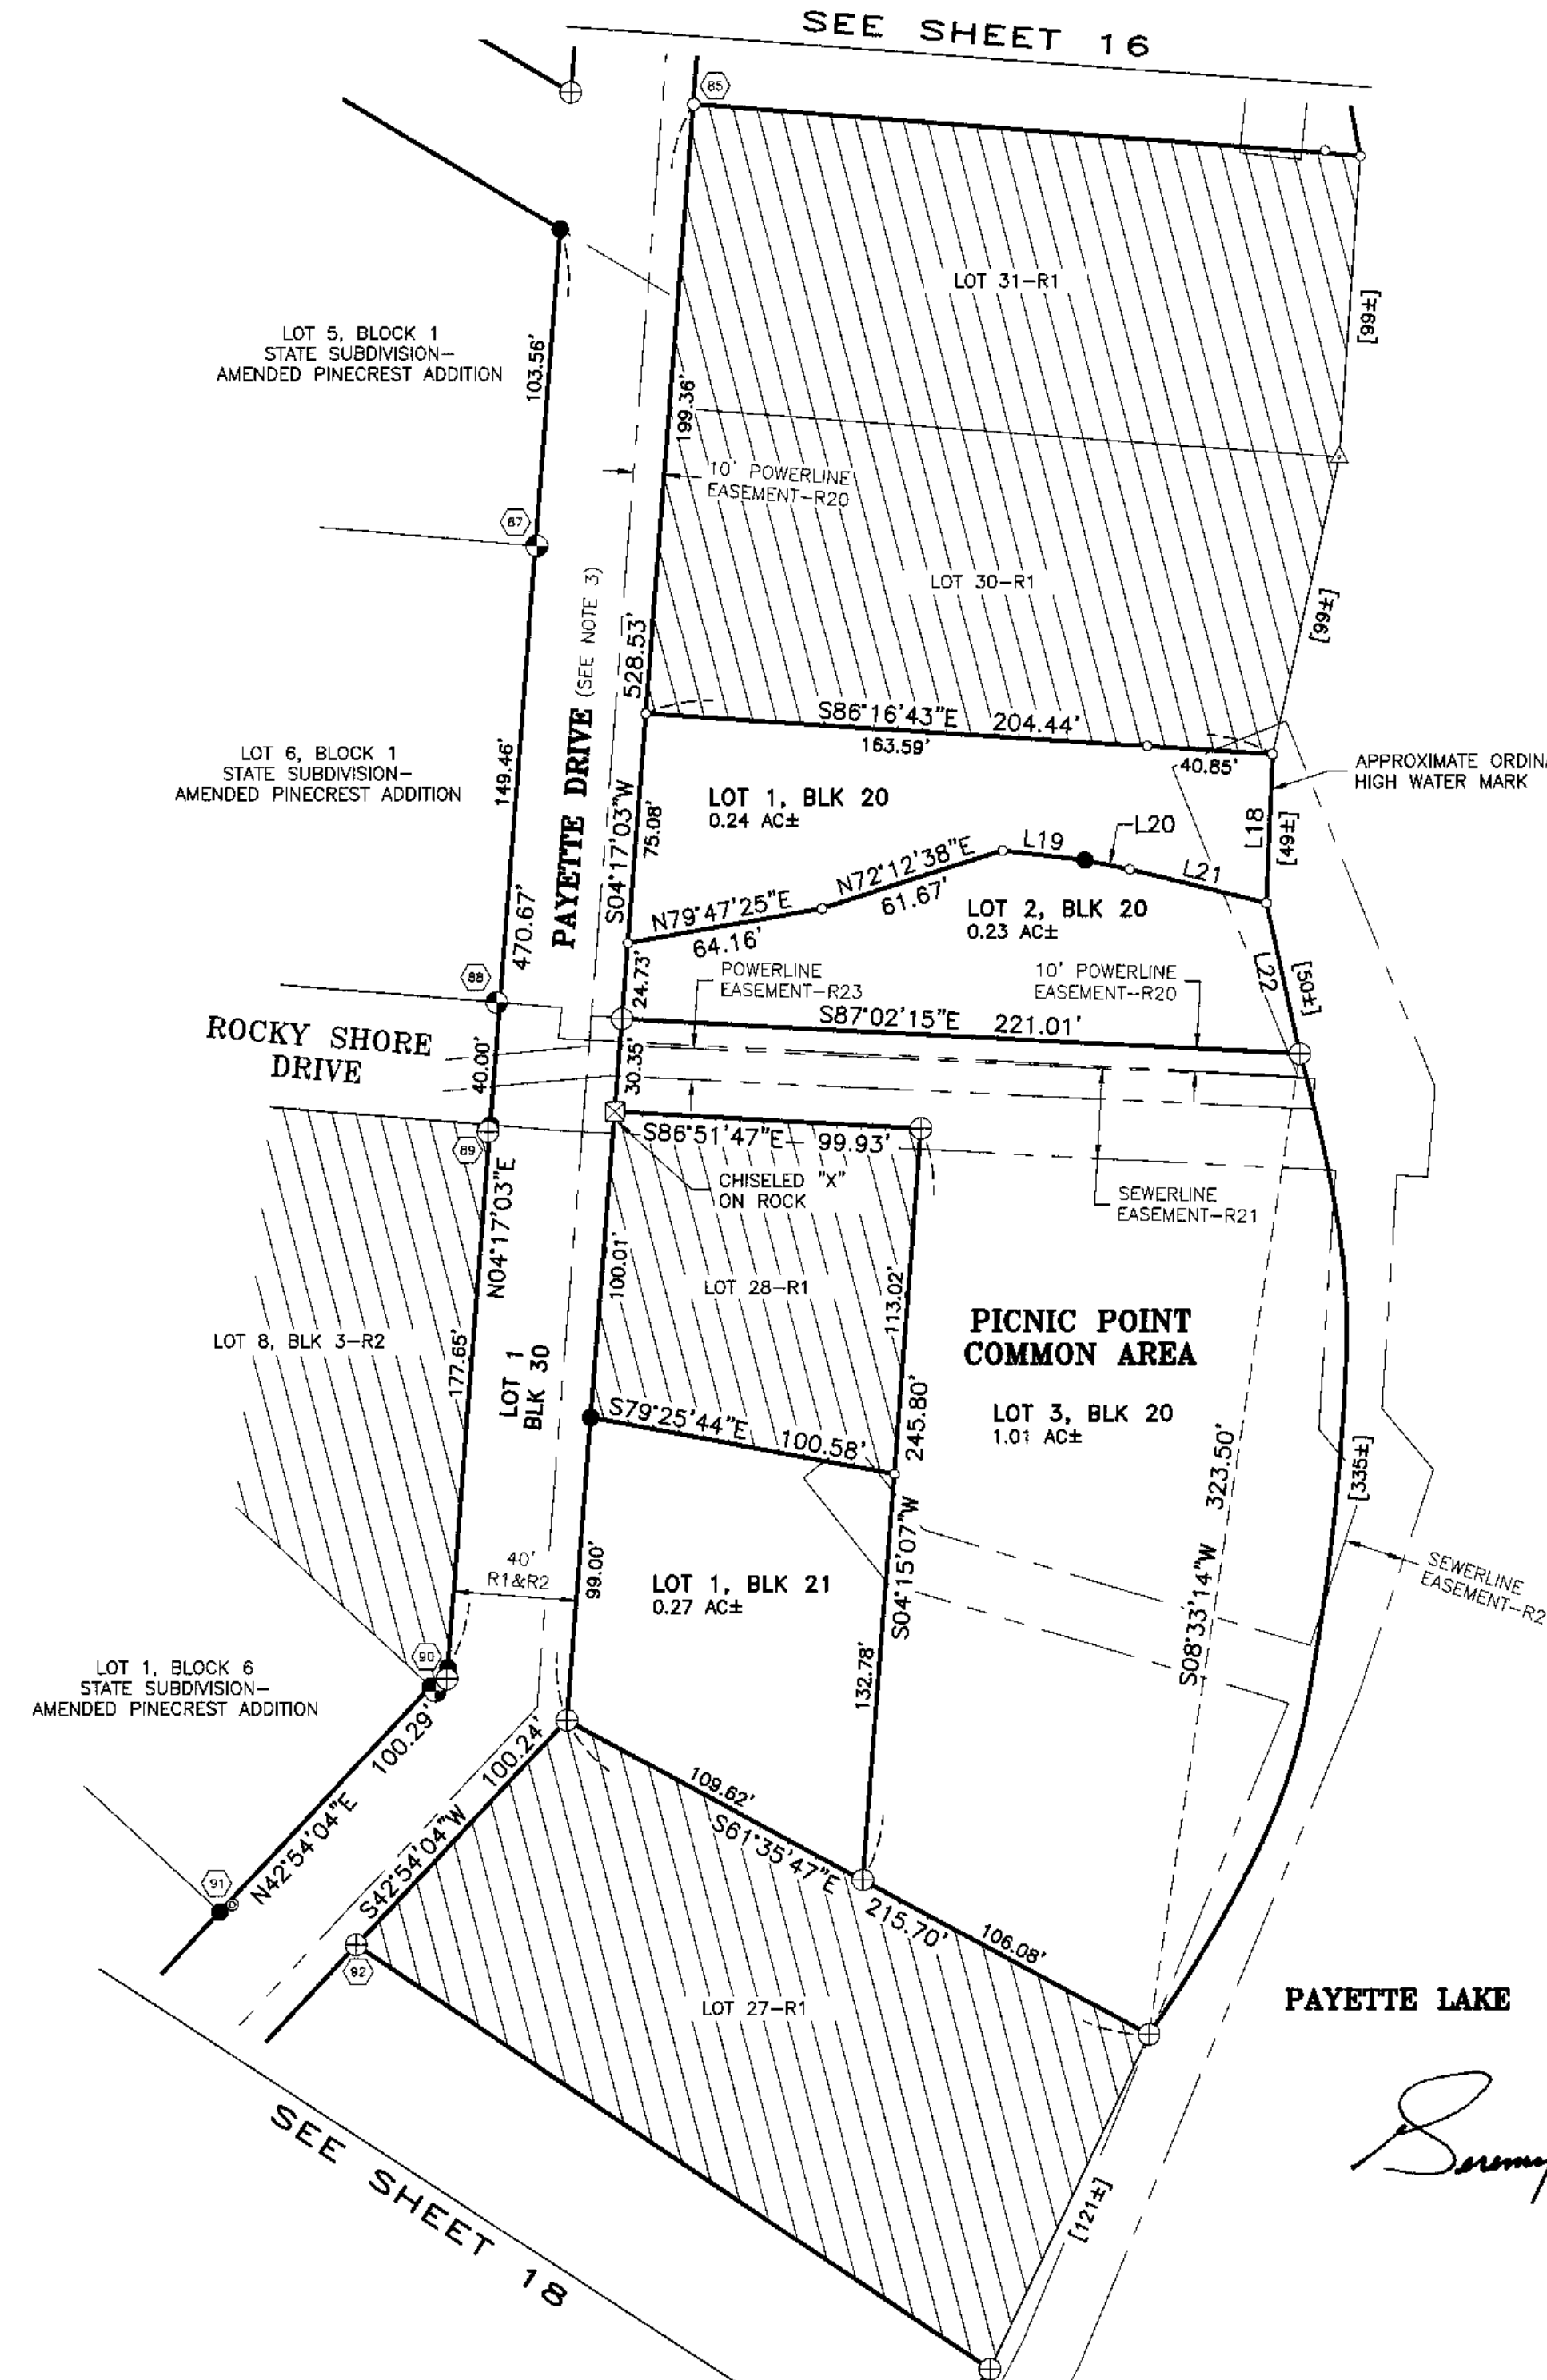 SEE SHEET 16
85
LOT 31-R1
[99±]
LOT 5, BLOCK 1
STATE SUBDIVISION-
AMENDED PINECREST ADDITION
103.56'
199.36'
10' POWERLINE
EASEMENT-R20
87
PAYETTE DRIVE (SEE NOTE 3)
528.53'
LOT 30-R1
[99±]
S86°16'43"E 204.44'
163.59'
40.85'
APPROXIMATE
HIGH WATER MARK
LOT 6, BLOCK 1
STATE SUBDIVISION-
AMENDED PINECREST ADDITION
149.46'
LOT 1, BLK 20
0.24 AC±
S04°17'03"W
75.08'
L18
[49±]
L19
L20
L21
N72°12'38"E
61.67'
N79°47'25"E
64.16'
LOT 2, BLK 20
0.23 AC±
470.67'
88
24.73'
POWERLINE
EASEMENT-R23
10' POWERLINE
EASEMENT-R20
L22
[50±]
S87°02'15"E 221.01'
ROCKY SHORE
DRIVE
40.00'
30.35'
89
S86°51'47"E 99.93'
CHISELED "X"
ON ROCK
SEWERLINE
EASEMENT-R21
N04°17'03"E
100.01'
LOT 28-R1
113.02'
PICNIC POINT
COMMON AREA
LOT 8, BLK 3-R2
177.65'
LOT 1
BLK 30
S79°25'44"E 100.58'
245.80'
LOT 3, BLK 20
1.01 AC±
323.50'
[335±]
S04°15'07"W
40'
R1&R2
99.00'
LOT 1, BLK 21
0.27 AC±
S08°33'14"W
SEWERLINE
132.78'
LOT 1, BLOCK 6
STATE SUBDIVISION-
AMENDED PINECREST ADDITION
90
100.29'
100.24'
109.62'
S61°35'47"E
91
N42°54'04"E
S42°54'04"W
92
215.70'
106.08'
LOT 27-R1
PAYETTE LAKE
[121±]
SEE SHEET 18